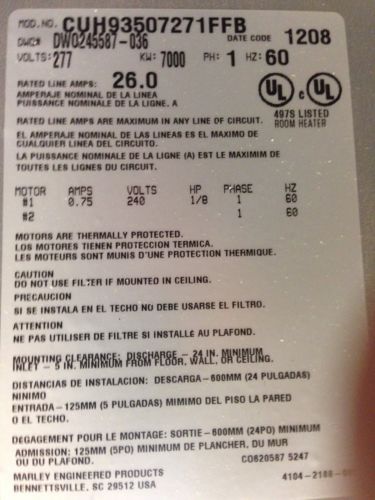 MOD. NO. CUH93507271FFB
DWG# DWO245587-036 DATE CODE 1208
VOLTS: 277 KW: 7000 PH: 1 HZ: 60
RATED LINE AMPS: 26.0
AMPERAJE NOMINAL DE LA LINEA
PUISSANCE NOMINALE DE LA LIGNE. A
UL c UL
497S LISTED
ROOM HEATER
RATED LINE AMPS ARE MAXIMUM IN ANY LINE OF CIRCUIT.
EL AMPERAJE NOMINAL DE LAS LINEAS ES EL MAXIMO DE
CUALQUIER LINEA DEL CIRCUITO.
LA PUISSANCE NOMINALE DE LA LIGNE (A) EST LE MAXIMIM DE
TOUTES LES LIGNES DU CIRCUIT.
MOTOR AMPS VOLTS HP PHASE HZ
#1 0.75 240 1/8 1 60
#2 1 60
MOTORS ARE THERMALLY PROTECTED.
LOS MOTORES TIENEN PROTECCION TERMICA.
LES MOTEURS SONT MUNIS D'UNE PROTECTION THERMIQUE.
CAUTION
DO NOT USE FILTER IF MOUNTED IN CEILING.
PRECAUCION
SI SE INSTALA EN EL TECHO NO DEBE USARSE EL FILTRO.
ATTENTION
NE PAS UTILISER DE FILTRE SI INSTALLÉ AU PLAFOND.
MOUNTING CLEARANCE: DISCHARGE - 24 IN. MINIMUM
INLET - 5 IN. MINIMUM FROM FLOOR, WALL, OR CEILING.
DISTANCIAS DE INSTALACION: DESCARGA-600MM (24 PULGADAS)
NINIMO
ENTRADA-125MM (5 PULGADAS) MIMIMO DEL PISO LA PARED
O EL TECHO.
DEGAGEMENT POUR LE MONTAGE: SORTIE-600MM (24PO) MINIMUM
ADMISSION: 125MM (5PO) MINIMUM DE PLANCHER, DU MUR
OU DU PLAFOND. CO620587 5247
MARLEY ENGINEERED PRODUCTS 4104-2188-
BENNETTSVILLE, SC 29512 USA